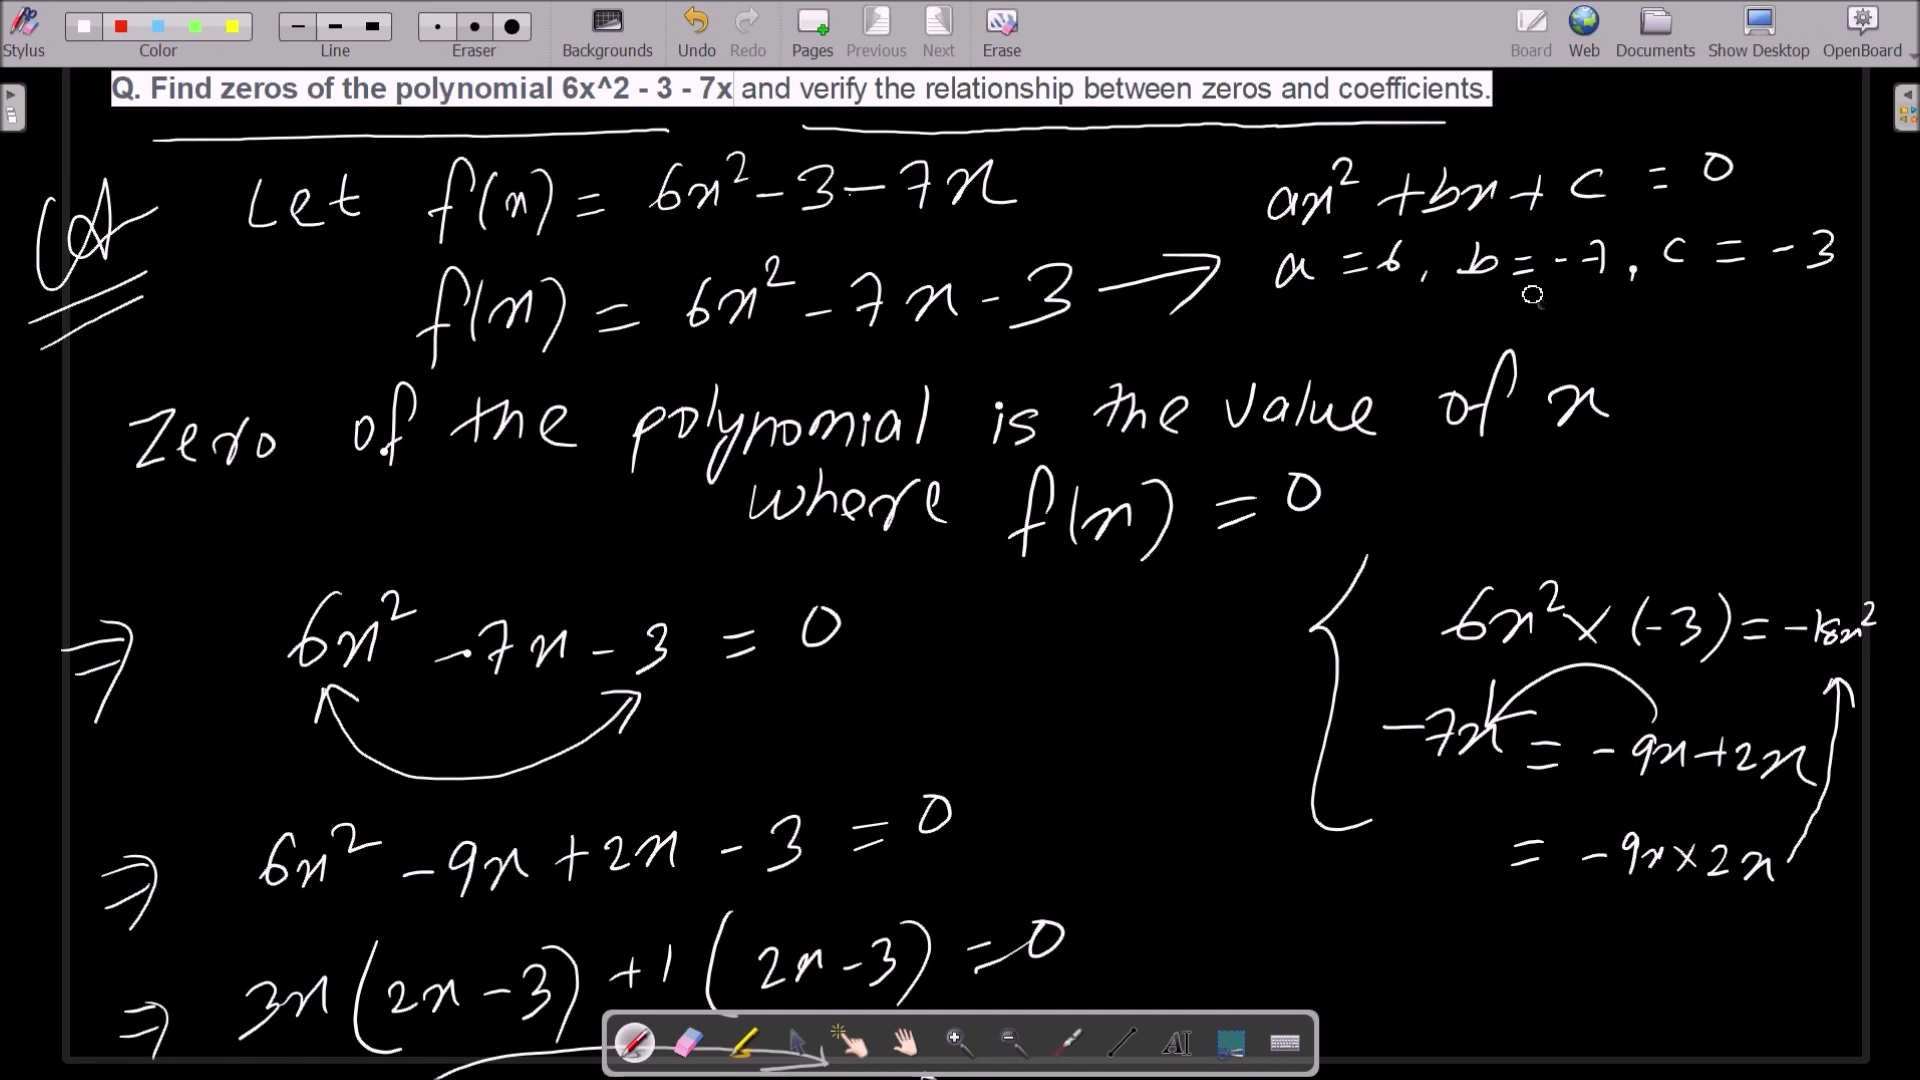 Stylus Color Line Eraser Backgrounds Undo Redo Pages Previous Next Erase Board Web Documents Show Desktop OpenBoard
Q. Find zeros of the polynomial 6x^2 - 3 - 7x and verify the relationship between zeros and coefficients.
Let f(x) = 6x² - 3 - 7x
ax² + bx + c = 0
a = 6, b = -7, c = -3
f(x) = 6x² - 7x - 3 →
Zero of the polynomial is the value of x
where f(x) = 0
⇒ 6x² - 7x - 3 = 0
6x² × (-3) = -18x²
-7x = -9x + 2x
= -9x × 2x
⇒ 6x² - 9x + 2x - 3 = 0
⇒ 3x (2x - 3) + 1 (2x - 3) = 0
AI